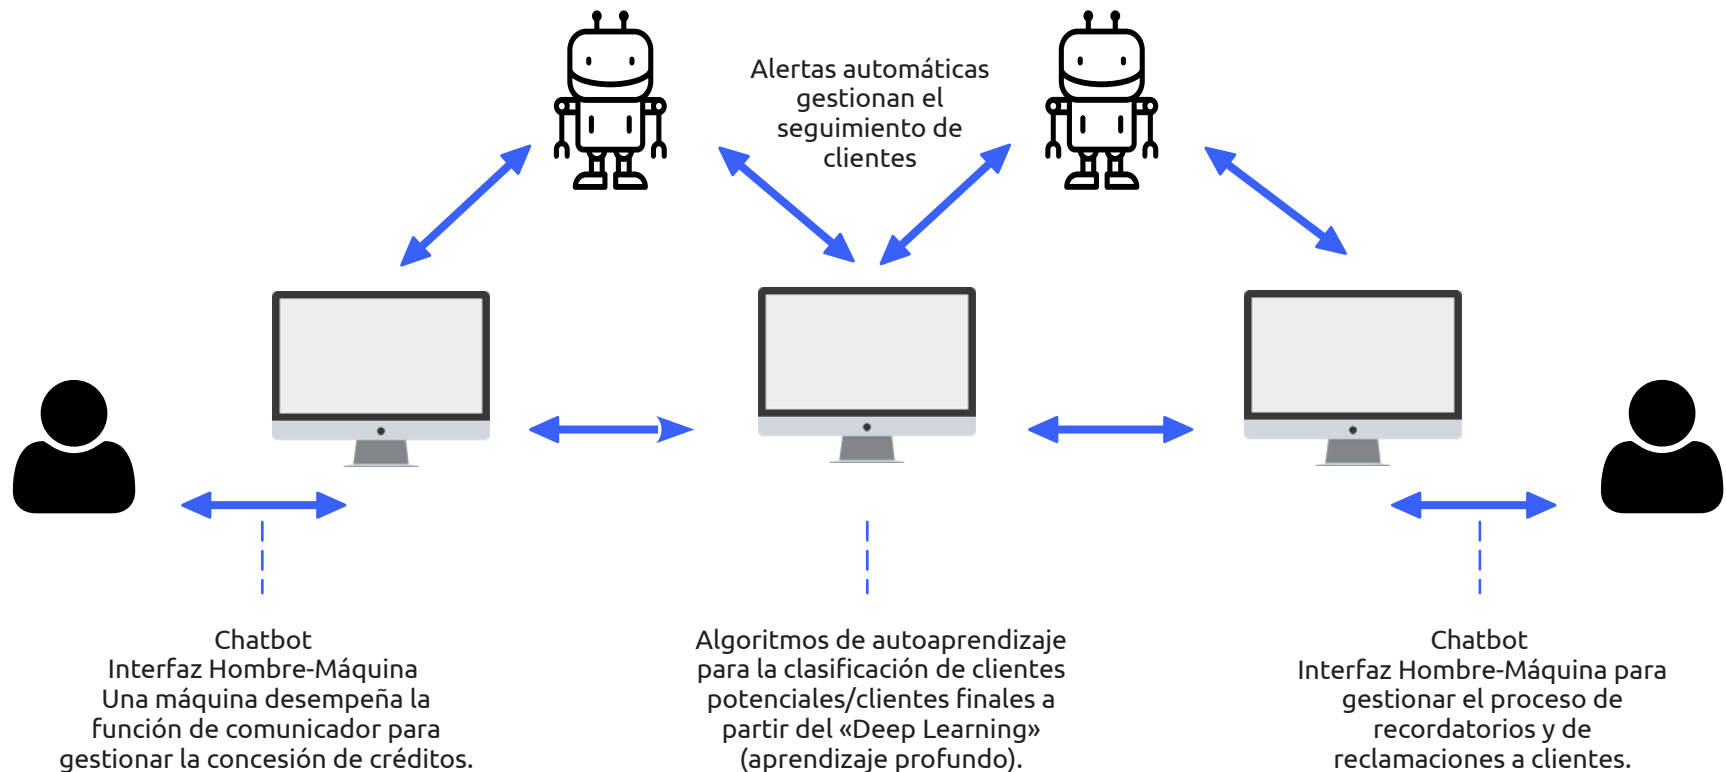 Alertas automáticas
gestionan el
seguimiento de
clientes
Chatbot
Interfaz Hombre-Máquina
Una máquina desempeña la
función de comunicador para
gestionar la concesión de créditos.
Algoritmos de autoaprendizaje
para la clasificación de clientes
potenciales/clientes finales a
partir del «Deep Learning»
(aprendizaje profundo).
Chatbot
Interfaz Hombre-Máquina para
gestionar el proceso de
recordatorios y de
reclamaciones a clientes.